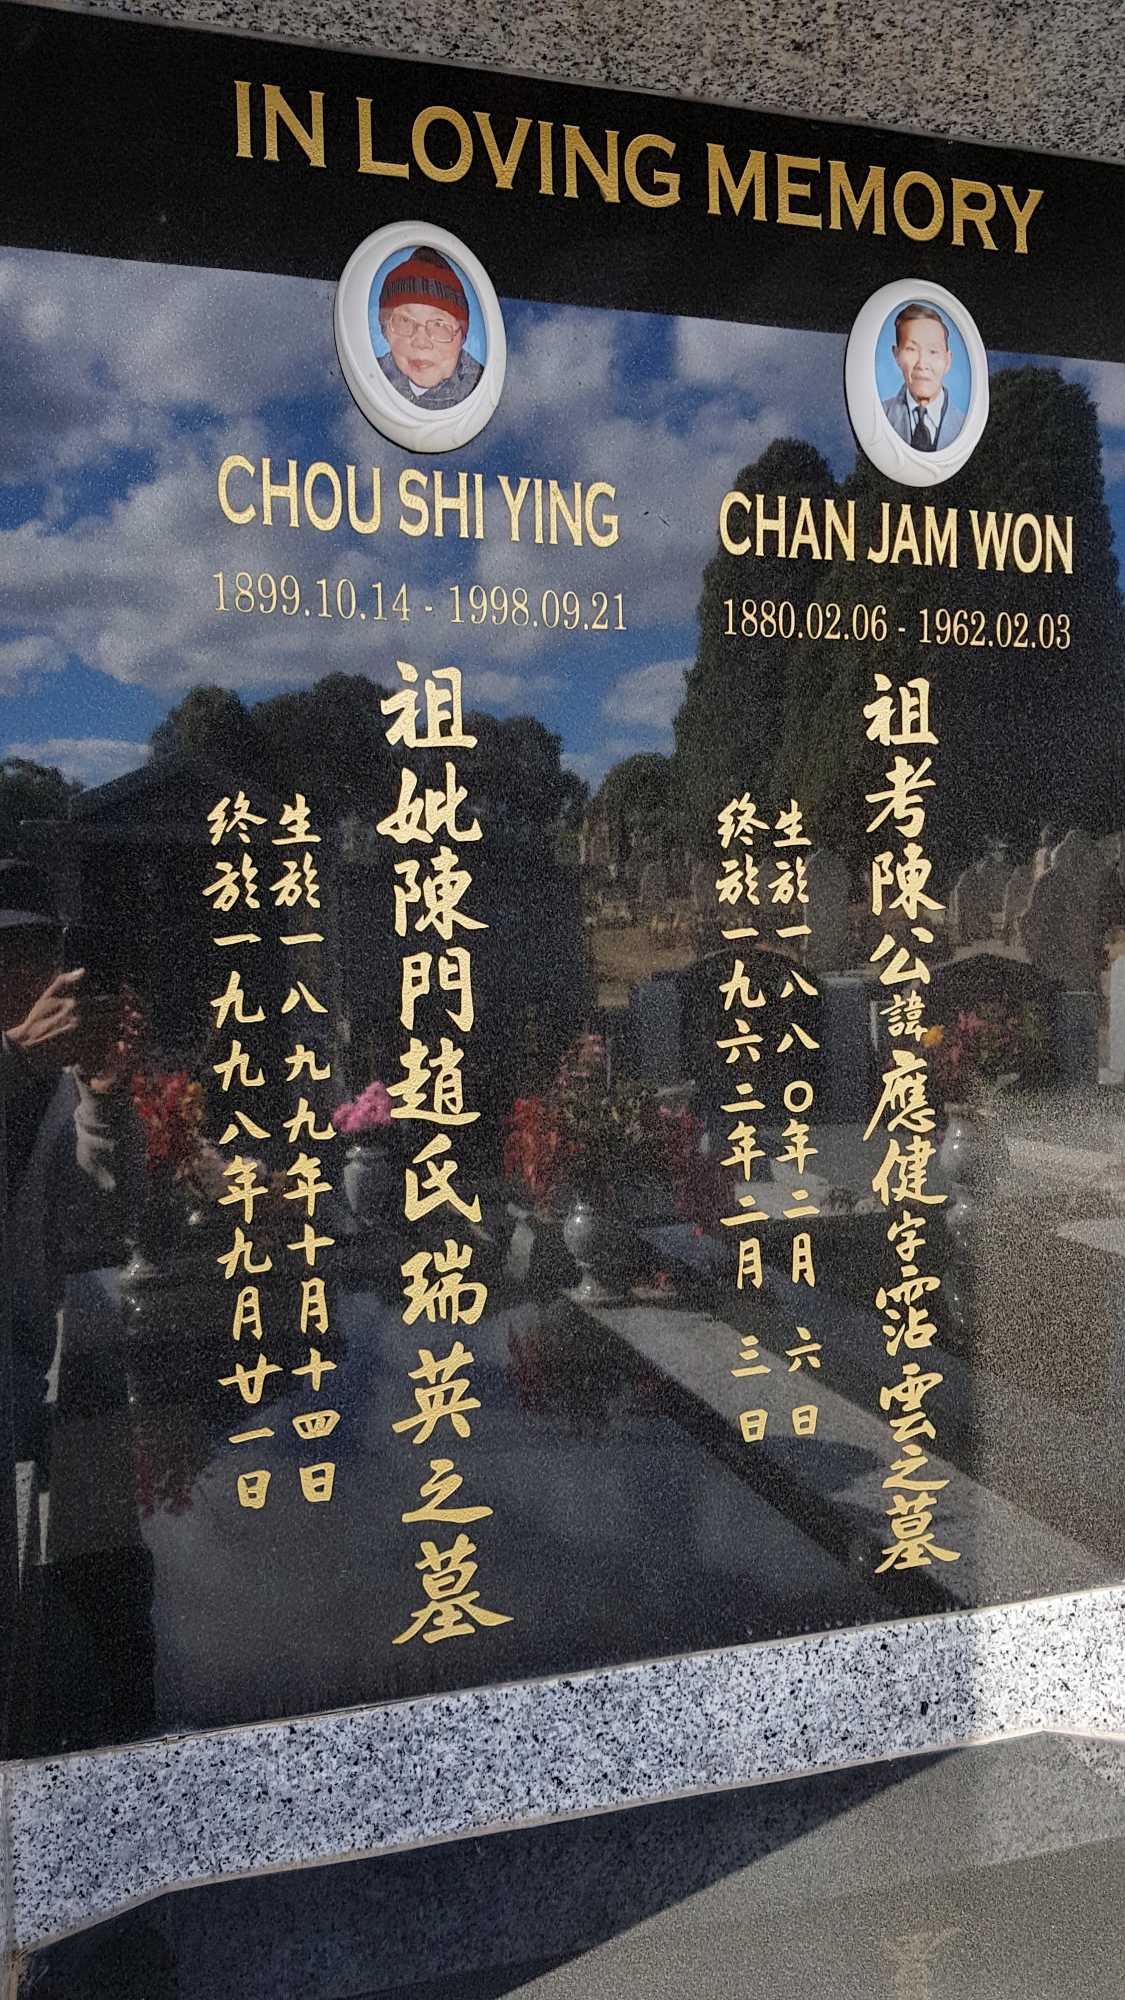 IN LOVING MEMORY
CHOU SHI YING
1899.10.14 - 1998.09.21
CHAN JAM WON
1880.02.06 - 1962.02.03
祖考陳公諱應健字霑雲之墓
生於一八八〇年二月六日
終於一九六二年二月三日
祖妣陳門趙氏瑞英之墓
生於一八九九年十月十四日
終於一九九八年九月廿一日